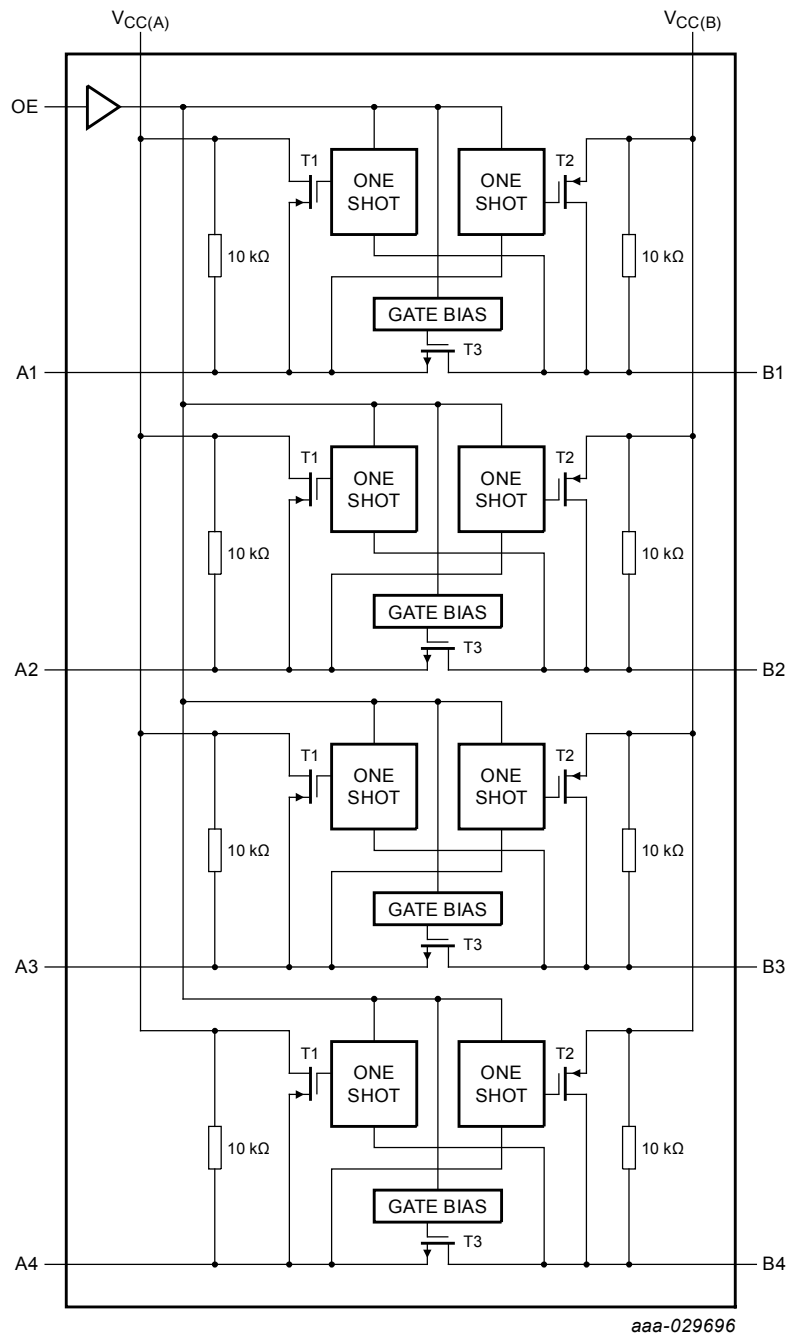 VCC(A)
VCC(B)
OE
T1
ONE
SHOT
ONE
SHOT
T2
10 kΩ
10 kΩ
GATE BIAS
T3
A1
B1
T1
ONE
SHOT
ONE
SHOT
T2
10 kΩ
10 kΩ
GATE BIAS
T3
A2
B2
T1
ONE
SHOT
ONE
SHOT
T2
10 kΩ
10 kΩ
GATE BIAS
T3
A3
B3
T1
ONE
SHOT
ONE
SHOT
T2
10 kΩ
10 kΩ
GATE BIAS
T3
A4
B4
aaa-029696